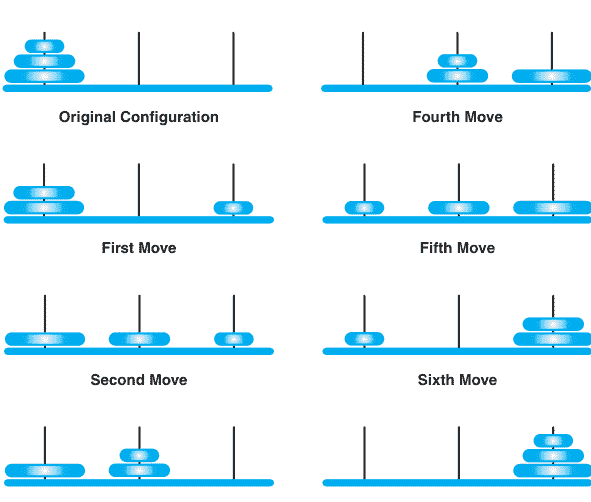 Original Configuration
Fourth Move
First Move
Fifth Move
Second Move
Sixth Move